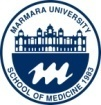 MARMARA UNIVERSITY
SCHOOL OF MEDICINE 1983